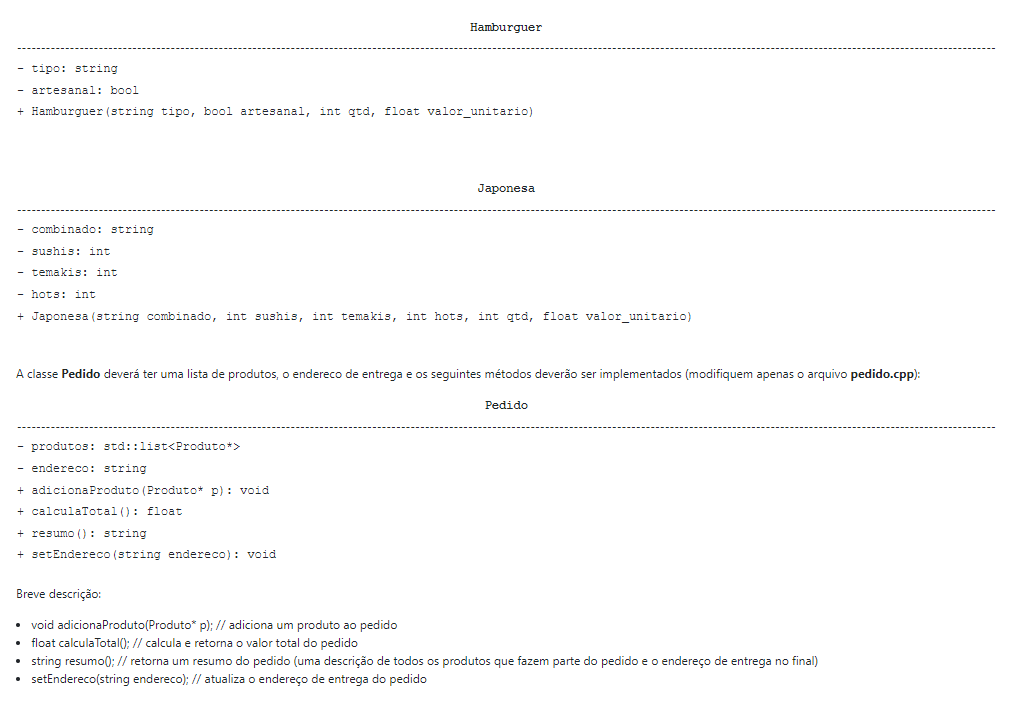 Hamburguer
- tipo: string
- artesanal: bool
+ Hamburguer(string tipo, bool artesanal, int qtd, float valor_unitario)
Japonesa
- combinado: string
- sushis: int
- temakis: int
- hots: int
+ Japonesa(string combinado, int sushis, int temakis, int hots, int qtd, float valor_unitario)
A classe Pedido deverá ter uma lista de produtos, o endereco de entrega e os seguintes métodos deverão ser implementados (modifiquem apenas o arquivo pedido.cpp):
Pedido
- produtos: std::list<Produto*>
- endereco: string
+ adicionaProduto(Produto* p): void
+ calculaTotal(): float
+ resumo(): string
+ setEndereco(string endereco): void
Breve descrição:
• void adicionaProduto(Produto* p); // adiciona um produto ao pedido
• float calculaTotal(); // calcula e retorna o valor total do pedido
• string resumo(); // retorna um resumo do pedido (uma descrição de todos os produtos que fazem parte do pedido e o endereço de entrega no final)
• setEndereco(string endereco); // atualiza o endereço de entrega do pedido